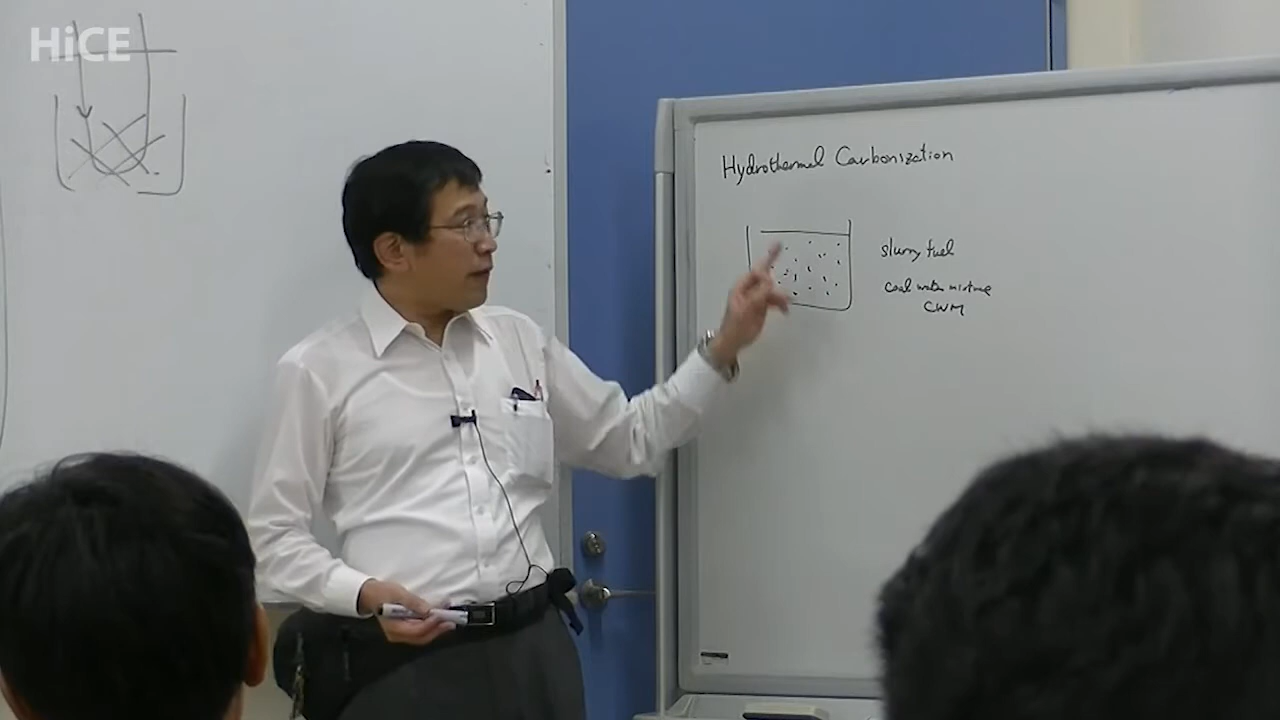 HiCE
Hydrothermal Carbonization
slurry fuel
coal water mixture
CWM